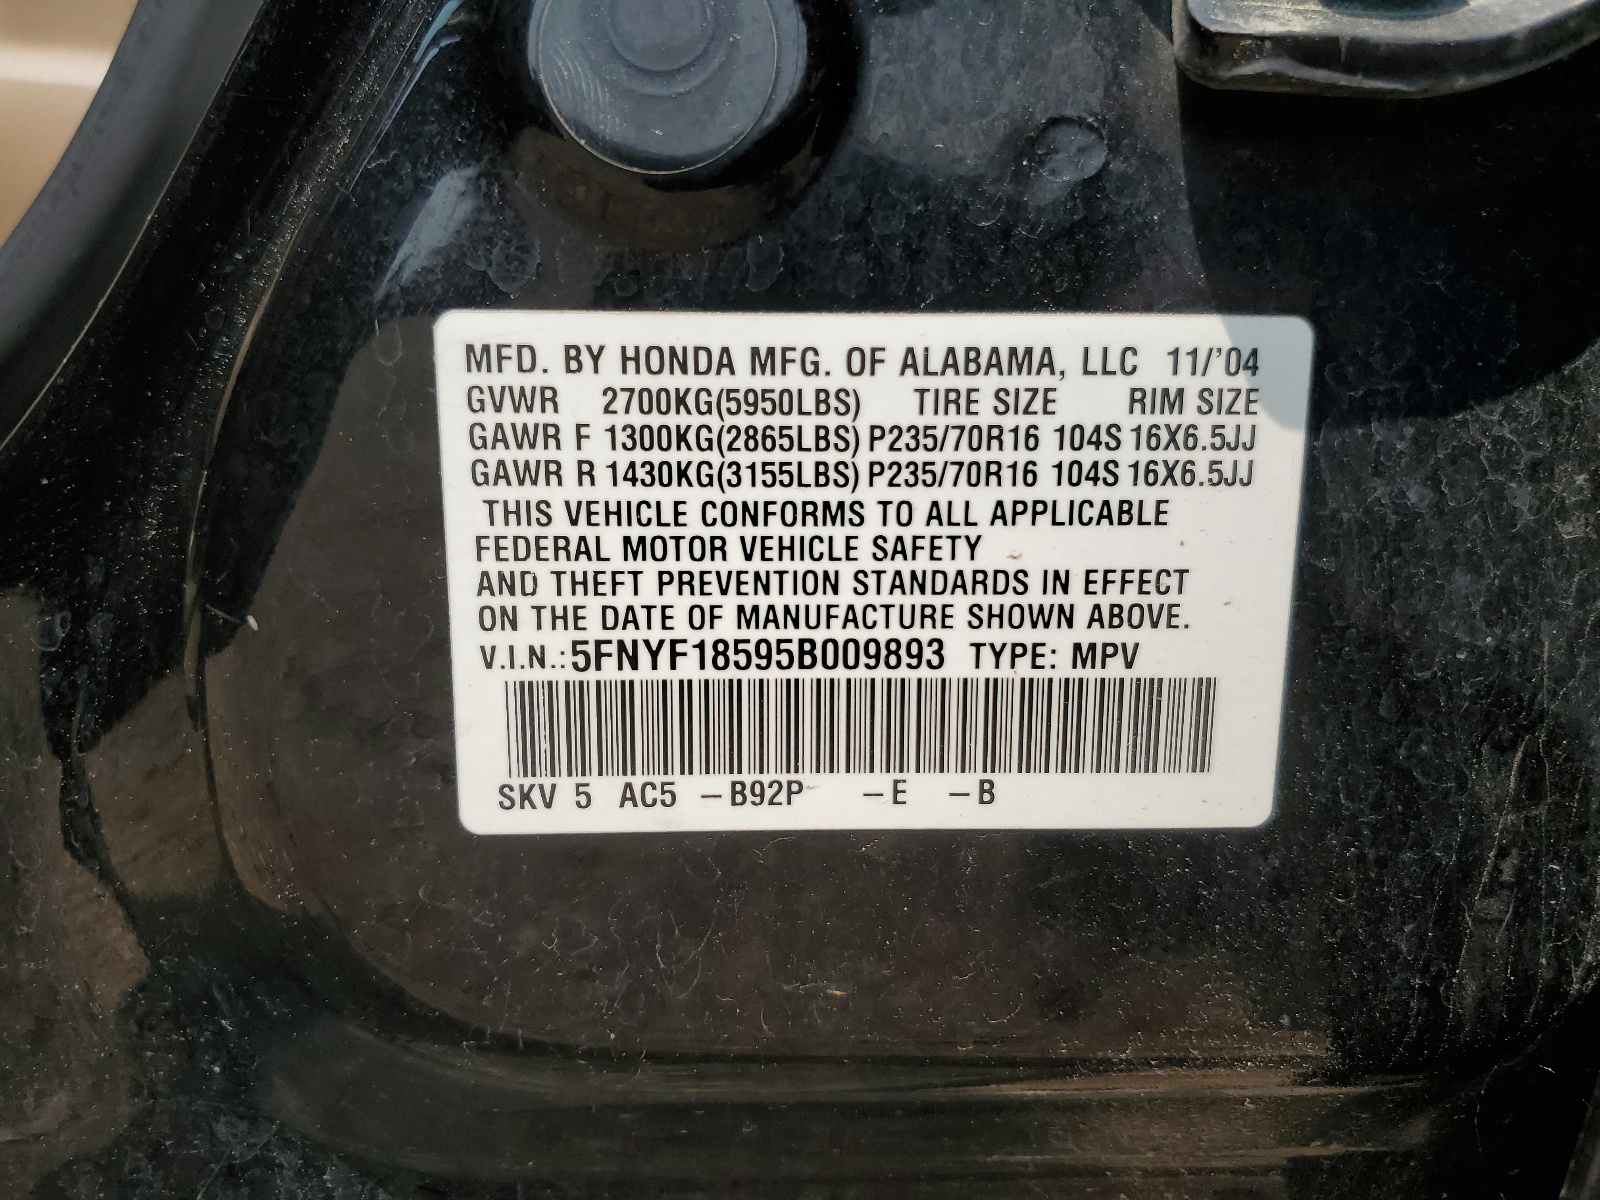 MFD. BY HONDA MFG. OF ALABAMA, LLC 11/'04
GVWR 2700KG(5950LBS) TIRE SIZE RIM SIZE
GAWR F 1300KG(2865LBS) P235/70R16 104S 16X6.5JJ
GAWR R 1430KG(3155LBS) P235/70R16 104S 16X6.5JJ
THIS VEHICLE CONFORMS TO ALL APPLICABLE
FEDERAL MOTOR VEHICLE SAFETY
AND THEFT PREVENTION STANDARDS IN EFFECT
ON THE DATE OF MANUFACTURE SHOWN ABOVE.
V.I.N.: 5FNYF18595B009893 TYPE: MPV
SKV 5 AC5 -B92P -E -B